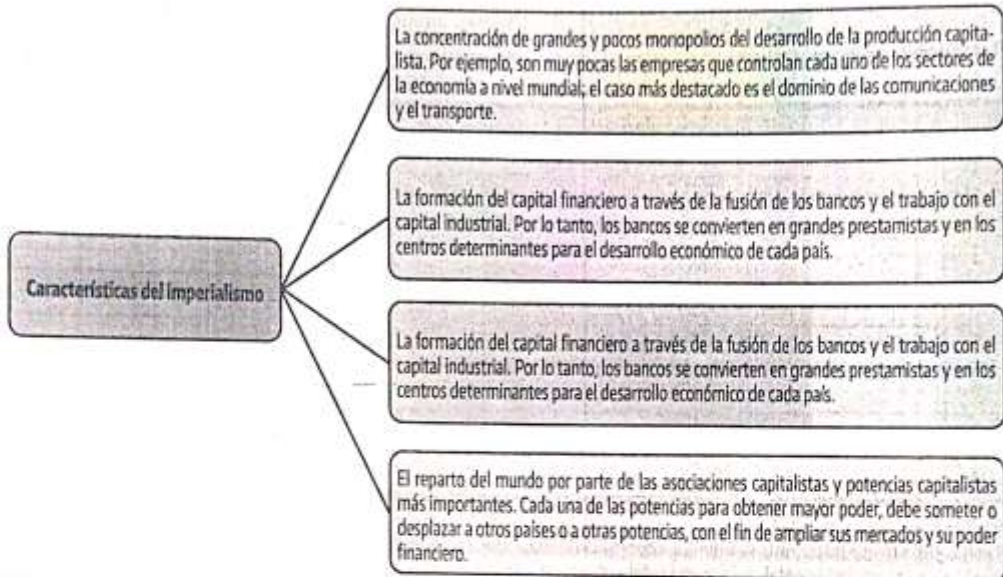 La concentración de grandes y pocos monopolios del desarrollo de la producción capita-
lista. Por ejemplo, son muy pocas las empresas que controlan cada uno de los sectores de
la economía a nivel mundial; el caso más destacado es el dominio de las comunicaciones
y el transporte.
La formación del capital financiero a través de la fusión de los bancos y el trabajo con el
capital industrial. Por lo tanto, los bancos se convierten en grandes prestamistas y en los
centros determinantes para el desarrollo económico de cada país.
Características del imperialismo
La formación del capital financiero a través de la fusión de los bancos y el trabajo con el
capital industrial. Por lo tanto, los bancos se convierten en grandes prestamistas y en los
centros determinantes para el desarrollo económico de cada país.
El reparto del mundo por parte de las asociaciones capitalistas y potencias capitalistas
más importantes. Cada una de las potencias para obtener mayor poder, debe someter o
desplazar a otros países o a otras potencias, con el fin de ampliar sus mercados y su poder
financiero.